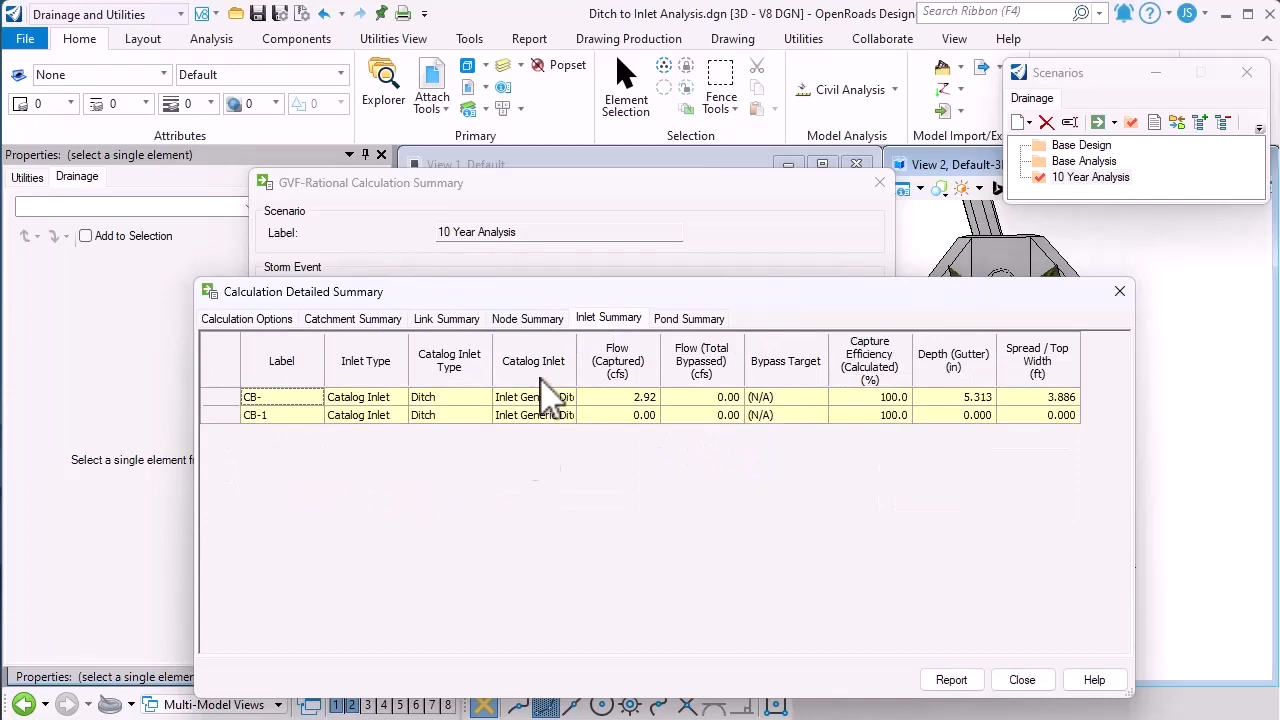 Drainage and Utilities
Ditch to Inlet Analysisign [3D - V8 DGN] - OpenRoadsDesign
Search Ribbon (F4)
JS
File Home Layout Analysis Components Utilities View Tools Report Drawing Production Drawing Utilities Collaborate View Help
None
Default
0 0 0 0 0
Attributes
Explorer
Attach Tools
Popset
Primary
Element Selection
Fence Tools
Selection
Civil Analysis
Model Analysis
Model Import/Ex
Scenarios
Drainage
Base Design
Base Analysis
10 Year Analysis
Properties: (select a single element)
Utilities Drainage
Add to Selection
Select a single element f
View 1, Default
View 2, Default-3
GVF-Rational Calculation Summary
Scenario
Label: 10 Year Analysis
Storm Event
Calculation Detailed Summary
Calculation Options Catchment Summary Link Summary Node Summary Inlet Summary Pond Summary
Label Inlet Type Catalog Inlet Type Catalog Inlet Flow (Captured) (cfs) Flow (Total Bypassed) (cfs) Bypass Target Capture Efficiency (Calculated) (%) Depth (Gutter) (in) Spread / Top Width (ft)
CB- Catalog Inlet Ditch Inlet Gen Dit 2.92 0.00 (N/A) 100.0 5.313 3.886
CB-1 Catalog Inlet Ditch Inlet Generic Dit 0.00 0.00 (N/A) 100.0 0.000 0.000
Report Close Help
Properties: (select a single elemen
Multi-Model Views
1 2 3 4 5 6 7 8